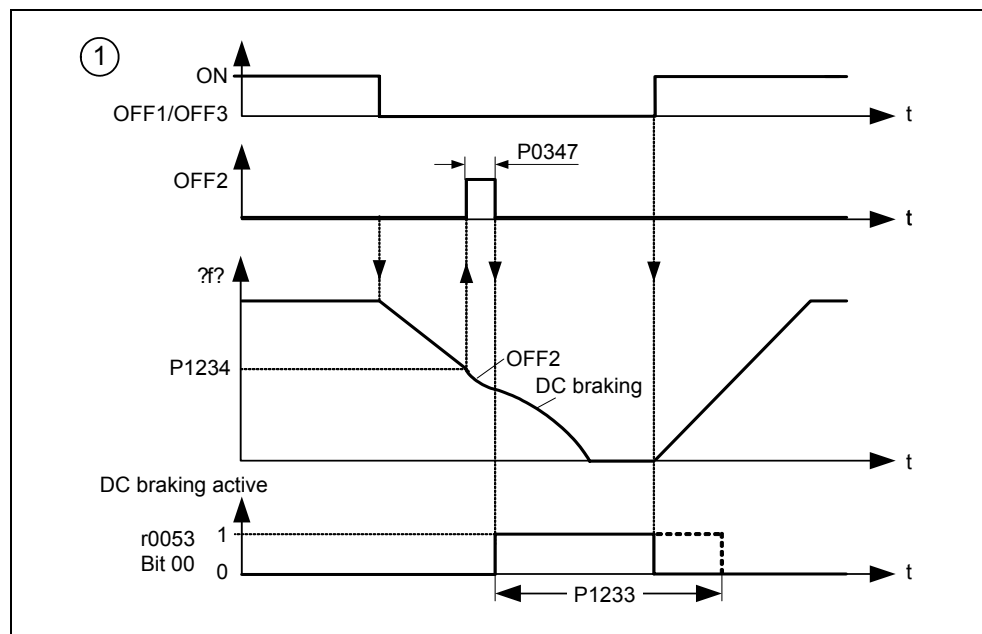 1
ON
OFF1/OFF3
t
P0347
OFF2
t
?f?
P1234
OFF2
DC braking
t
DC braking active
r0053
Bit 00
1
0
t
P1233